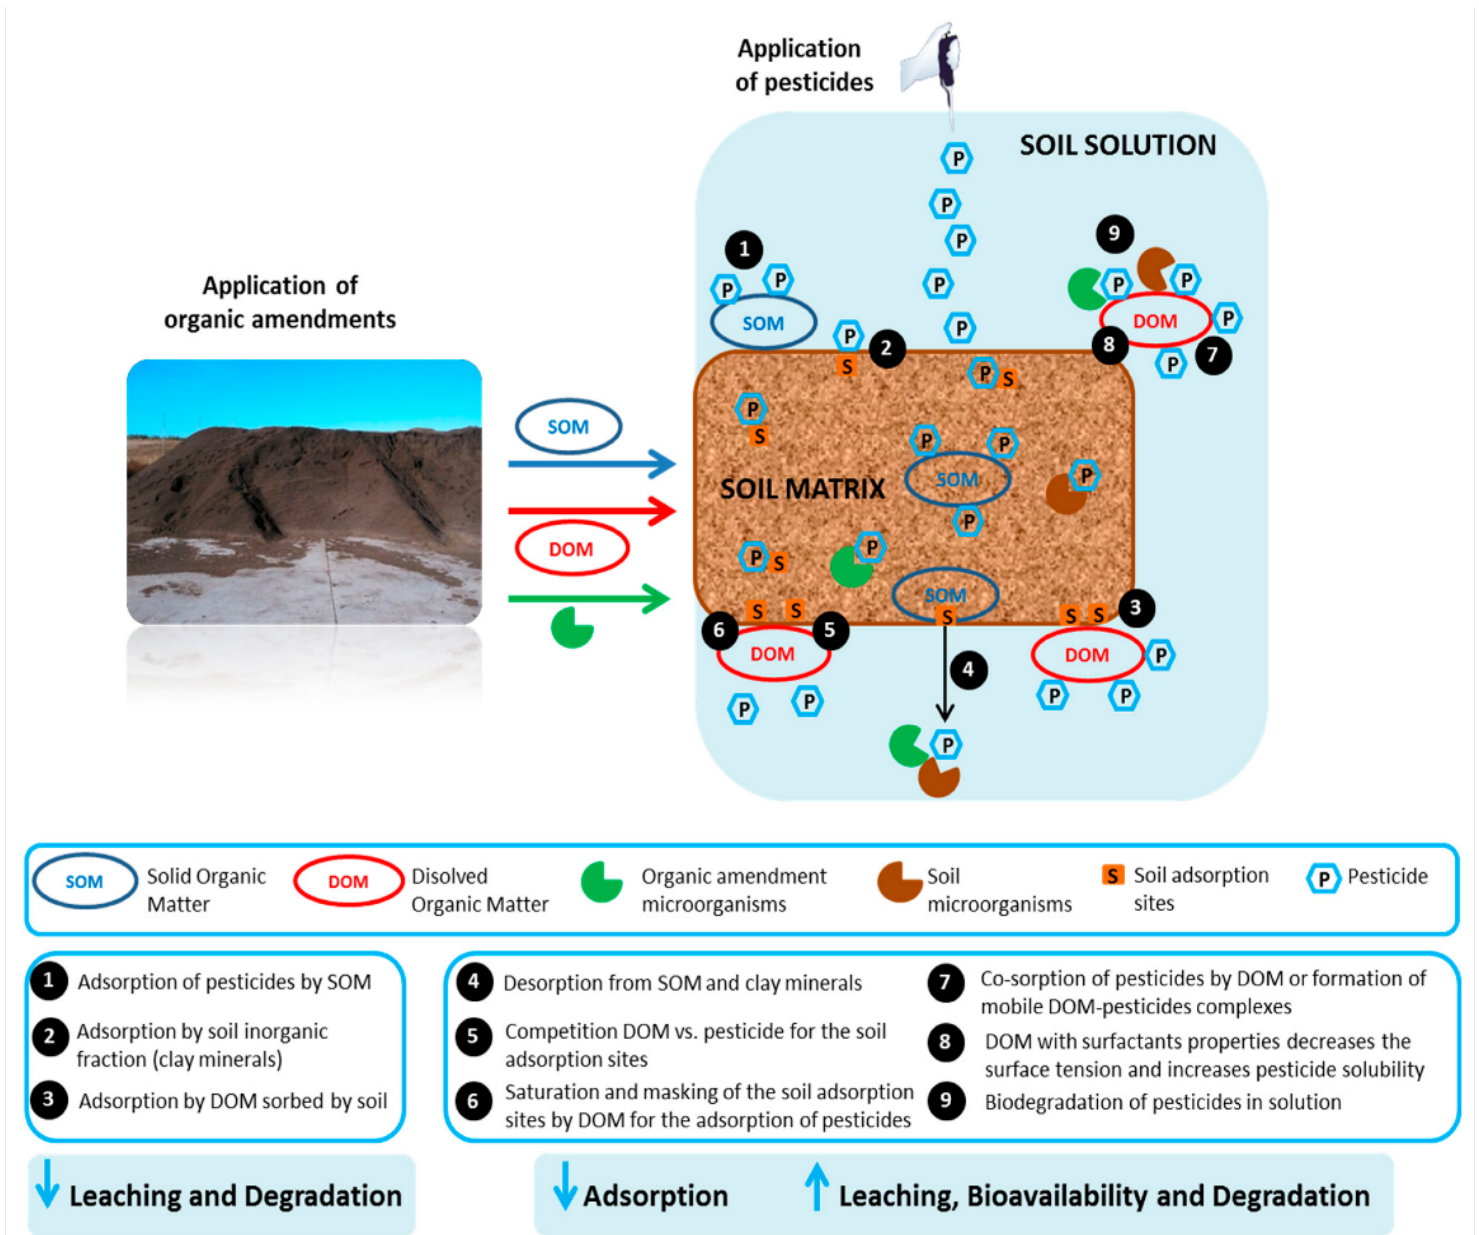 Application
of pesticides
SOIL SOLUTION
P
P
P
P
P
1
P
P
SOM
P
S
2
9
P
P
DOM
P
8
7
P
Application of
organic amendments
SOM
DOM
P
S
P
S
P
P
SOM
P
P
SOIL MATRIX
P
S
P
SOM
S
S
S
6
DOM
5
P
P
4
P
S
S
3
DOM
P
P
P
SOM
Solid Organic
Matter
DOM
Disolved
Organic Matter
Organic amendment
microorganisms
Soil
microorganisms
S
Soil adsorption
sites
P
Pesticide
1 Adsorption of pesticides by SOM
2 Adsorption by soil inorganic
fraction (clay minerals)
3 Adsorption by DOM sorbed by soil
4 Desorption from SOM and clay minerals
5 Competition DOM vs. pesticide for the soil
adsorption sites
6 Saturation and masking of the soil adsorption
sites by DOM for the adsorption of pesticides
7 Co-sorption of pesticides by DOM or formation of
mobile DOM-pesticides complexes
8 DOM with surfactants properties decreases the
surface tension and increases pesticide solubility
9 Biodegradation of pesticides in solution
Leaching and Degradation
Adsorption
Leaching, Bioavailability and Degradation